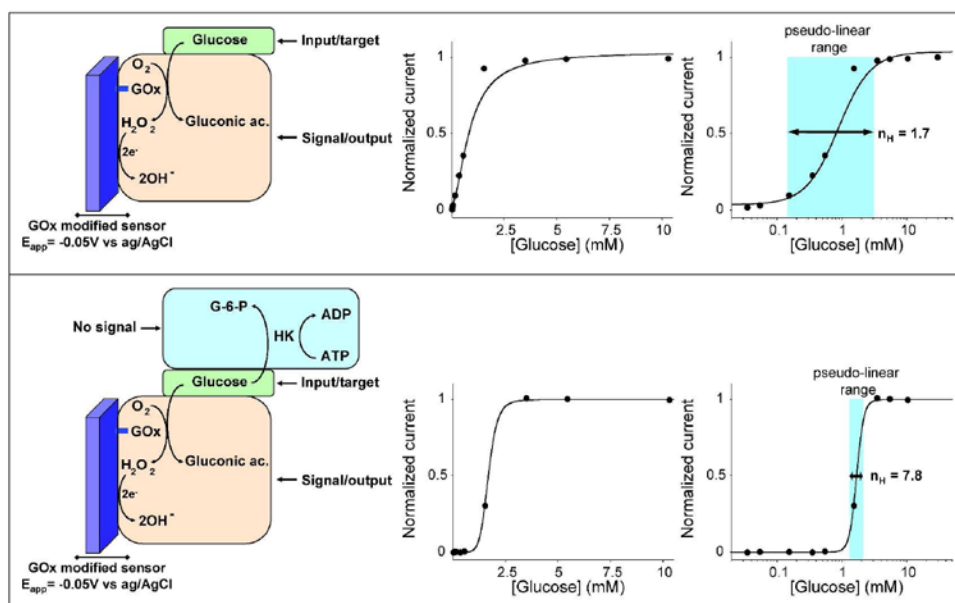 Glucose
Input/target
O2
GOx
H2O2
Gluconic ac.
Signal/output
2e-
2OH-
GOx modified sensor
Eapp= -0.05V vs ag/AgCl
Normalized current
1
0.5
0
2.5 5 7.5 10
[Glucose] (mM)
pseudo-linear
range
Normalized current
1
0.5
0
nH = 1.7
0.1 1 10
[Glucose] (mM)
G-6-P
ADP
No signal
HK
ATP
Glucose
Input/target
O2
GOx
H2O2
Gluconic ac.
Signal/output
2e-
2OH-
GOx modified sensor
Eapp= -0.05V vs ag/AgCl
Normalized current
1
0.5
0
2.5 5 7.5 10
[Glucose] (mM)
pseudo-linear
range
Normalized current
1
0.5
0
nH = 7.8
0.1 1 10
[Glucose] (mM)